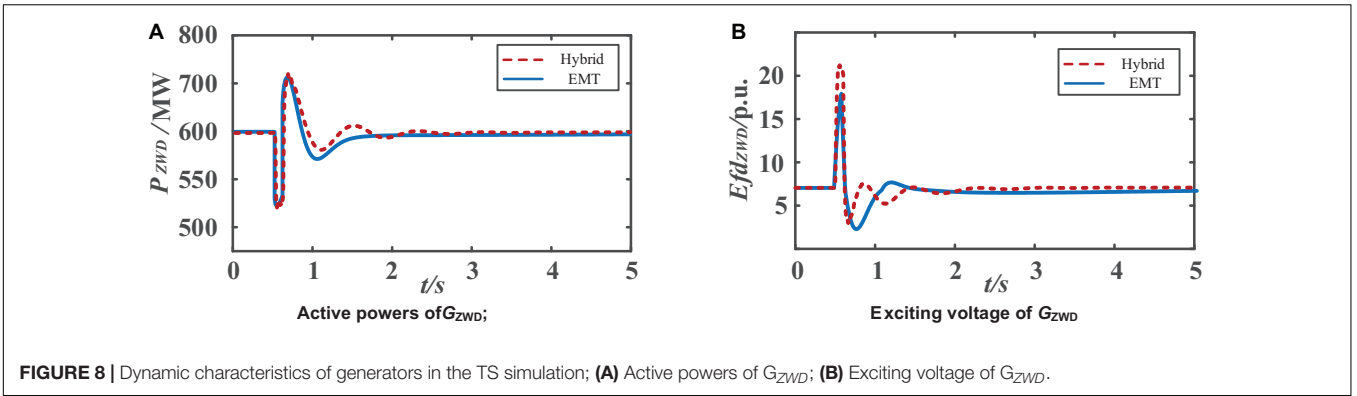 A
800
700
600
550
500
P ZWD /MW
Hybrid
EMT
0 1 2 3 4 5
t/s
Active powers ofGZWD;
B
20
15
10
5
EfdZWD/p.u.
Hybrid
EMT
0 1 2 3 4 5
t/s
Exciting voltage of GZWD
FIGURE 8 | Dynamic characteristics of generators in the TS simulation; (A) Active powers of GZWD; (B) Exciting voltage of GZWD.